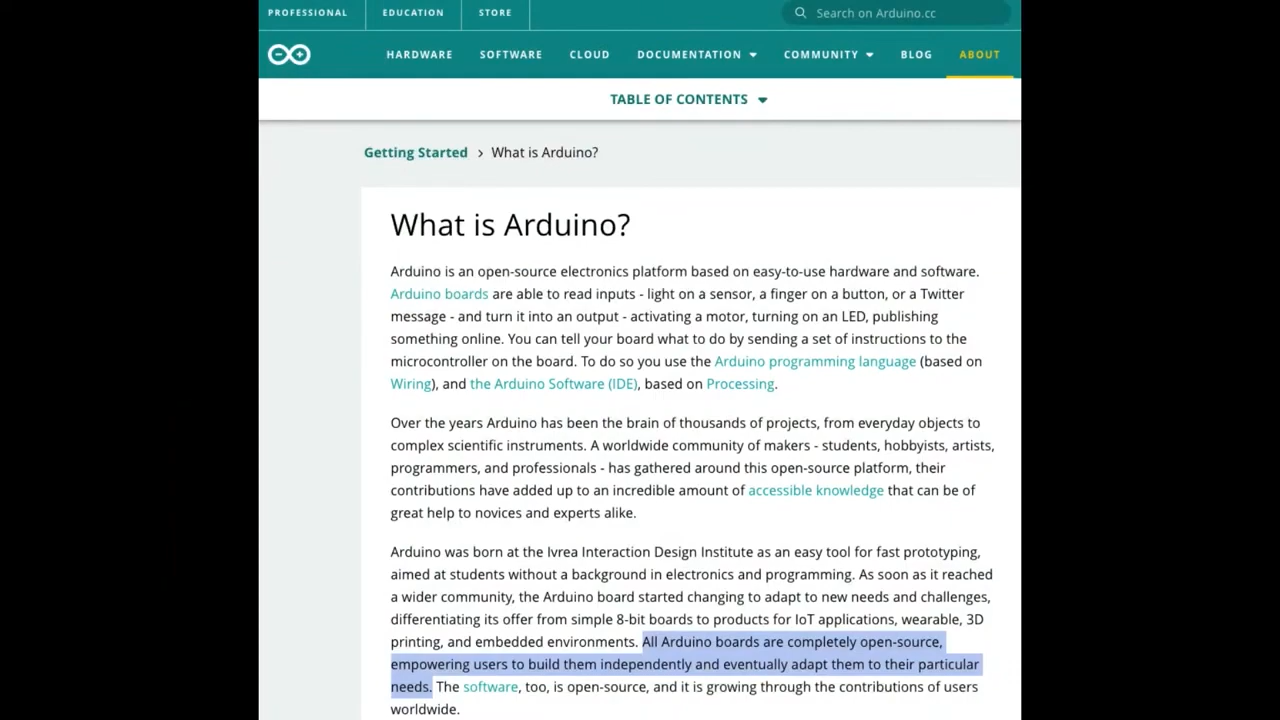 PROFESSIONAL EDUCATION STORE Search on Arduino.cc
HARDWARE SOFTWARE CLOUD DOCUMENTATION COMMUNITY BLOG ABOUT
TABLE OF CONTENTS
Getting Started > What is Arduino?
What is Arduino?
Arduino is an open-source electronics platform based on easy-to-use hardware and software.
Arduino boards are able to read inputs - light on a sensor, a finger on a button, or a Twitter
message - and turn it into an output - activating a motor, turning on an LED, publishing
something online. You can tell your board what to do by sending a set of instructions to the
microcontroller on the board. To do so you use the Arduino programming language (based on
Wiring), and the Arduino Software (IDE), based on Processing.
Over the years Arduino has been the brain of thousands of projects, from everyday objects to
complex scientific instruments. A worldwide community of makers - students, hobbyists, artists,
programmers, and professionals - has gathered around this open-source platform, their
contributions have added up to an incredible amount of accessible knowledge that can be of
great help to novices and experts alike.
Arduino was born at the Ivrea Interaction Design Institute as an easy tool for fast prototyping,
aimed at students without a background in electronics and programming. As soon as it reached
a wider community, the Arduino board started changing to adapt to new needs and challenges,
differentiating its offer from simple 8-bit boards to products for IoT applications, wearable, 3D
printing, and embedded environments. All Arduino boards are completely open-source,
empowering users to build them independently and eventually adapt them to their particular
needs. The software, too, is open-source, and it is growing through the contributions of users
worldwide.